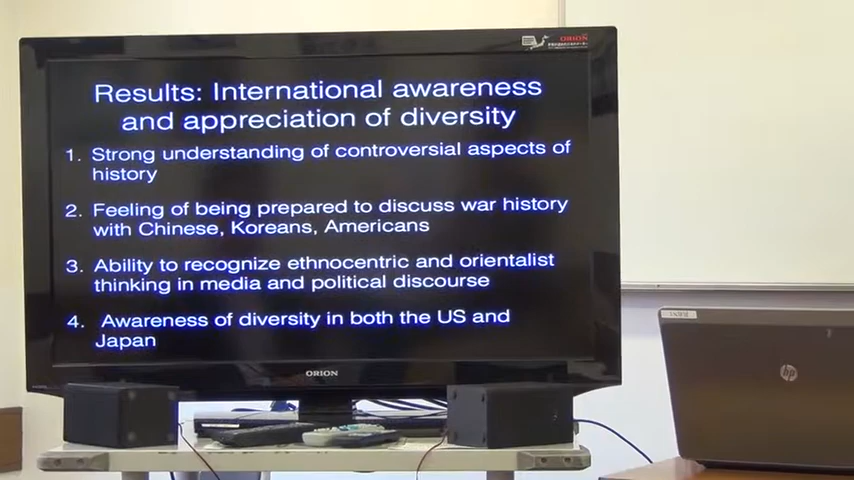 ORION
Results: International awareness
and appreciation of diversity
1. Strong understanding of controversial aspects of
history
2. Feeling of being prepared to discuss war history
with Chinese, Koreans, Americans
3. Ability to recognize ethnocentric and orientalist
thinking in media and political discourse
4. Awareness of diversity in both the US and
Japan
ORION
hp